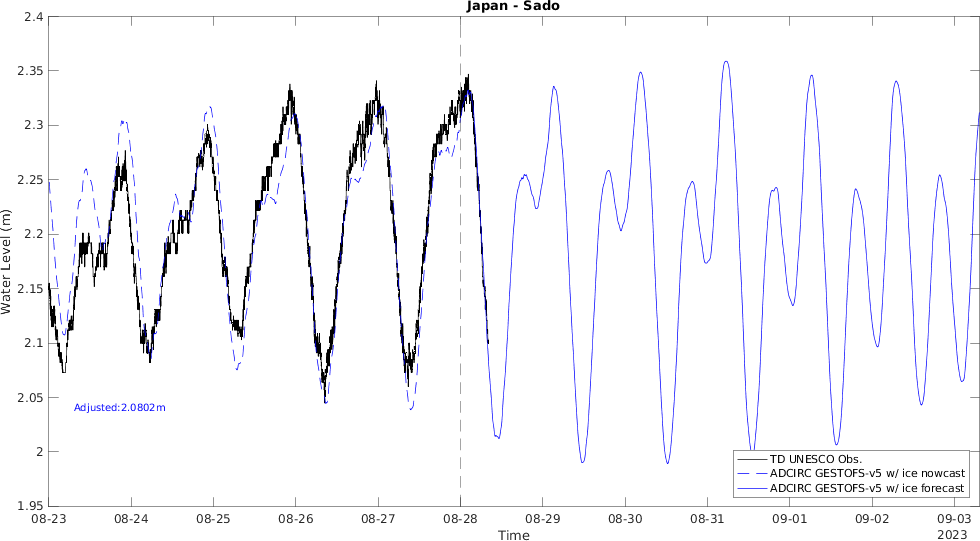 Japan - Sado
2.4
2.35
2.3
2.25
2.2
2.15
2.1
2.05
2
1.95
Water Level (m)
Adjusted:2.0802m
TD UNESCO Obs.
ADCIRC GESTOFS-v5 w/ ice nowcast
ADCIRC GESTOFS-v5 w/ ice forecast
08-23 08-24 08-25 08-26 08-27 08-28 08-29 08-30 08-31 09-01 09-02 09-03
Time 2023